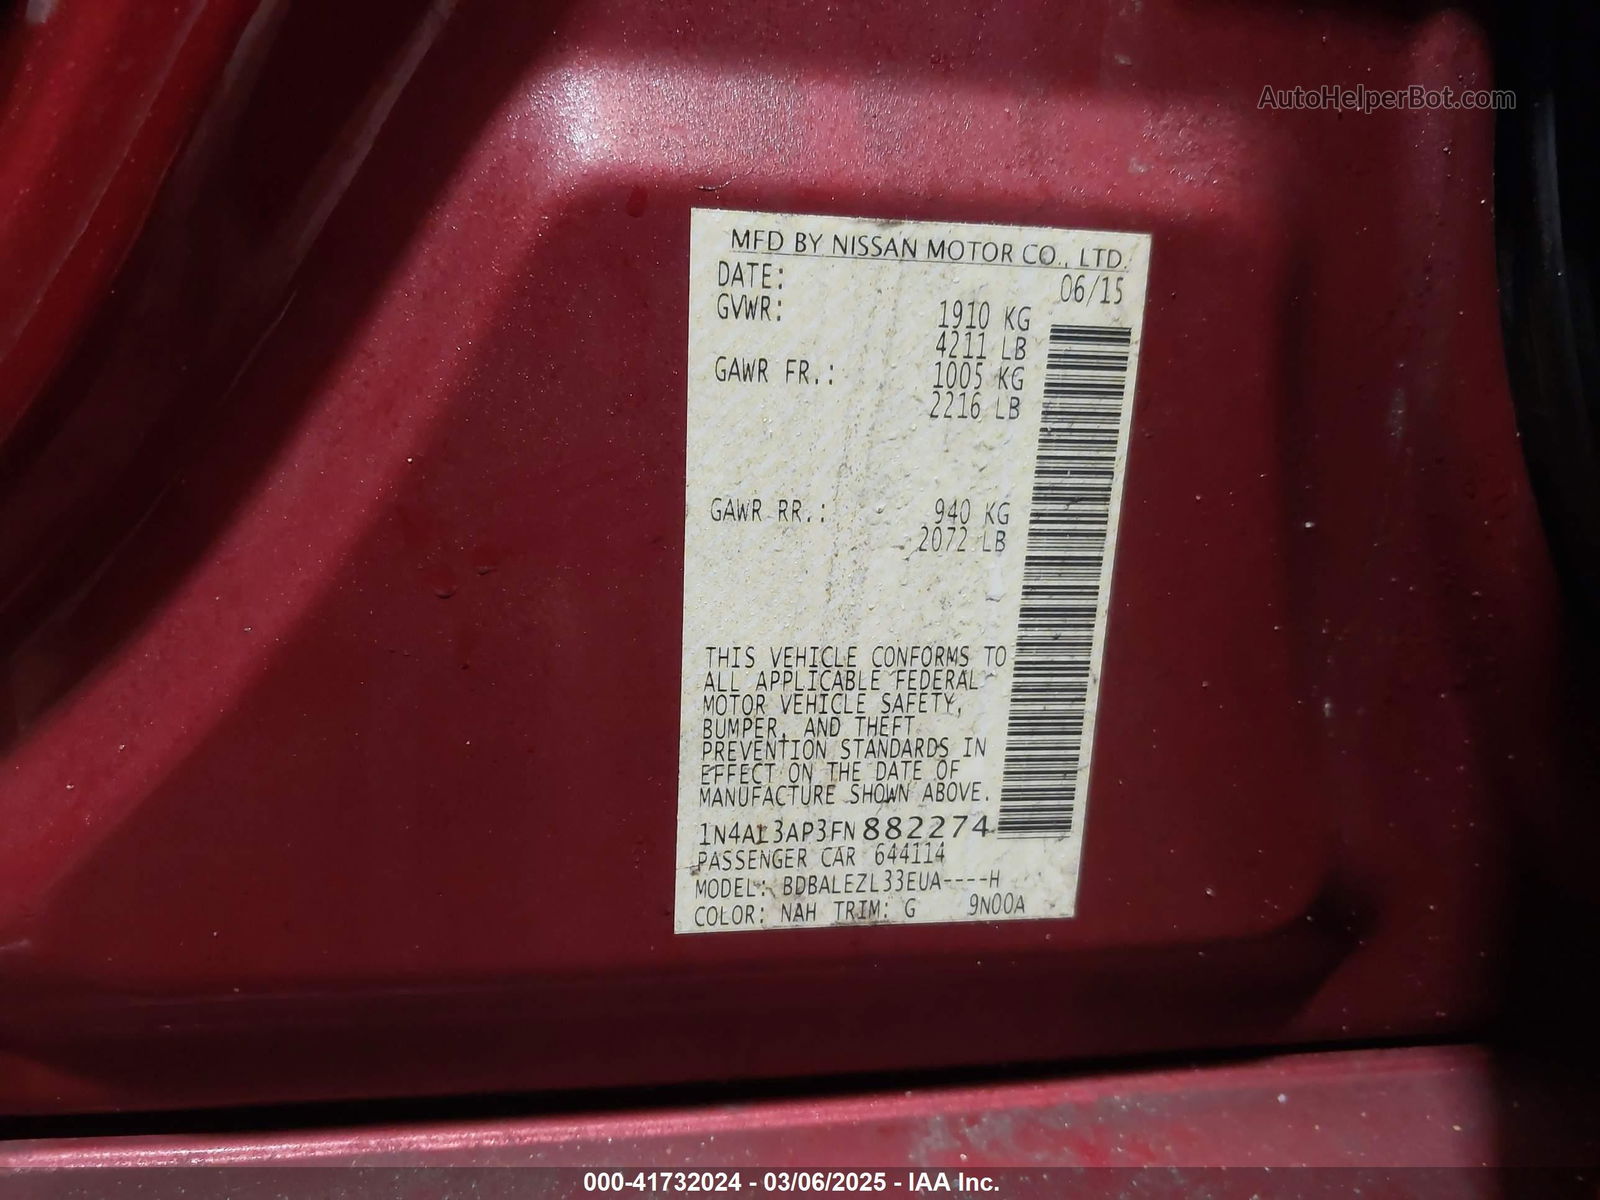 AutoHelperBot.com
MFD BY NISSAN MOTOR CO., LTD.
DATE: 06/15
GVWR: 1910 KG
4211 LB
GAWR FR.: 1005 KG
2216 LB
GAWR RR.: 940 KG
2072 LB
THIS VEHICLE CONFORMS TO
ALL APPLICABLE FEDERAL
MOTOR VEHICLE SAFETY,
BUMPER, AND THEFT
PREVENTION STANDARDS IN
EFFECT ON THE DATE OF
MANUFACTURE SHOWN ABOVE.
1N4AL3AP3FN882274
PASSENGER CAR 644114
MODEL: BDBALEZL33EUA----H
COLOR: NAH TRIM: G 9N00A
000-41732024 - 03/06/2025 - IAA Inc.